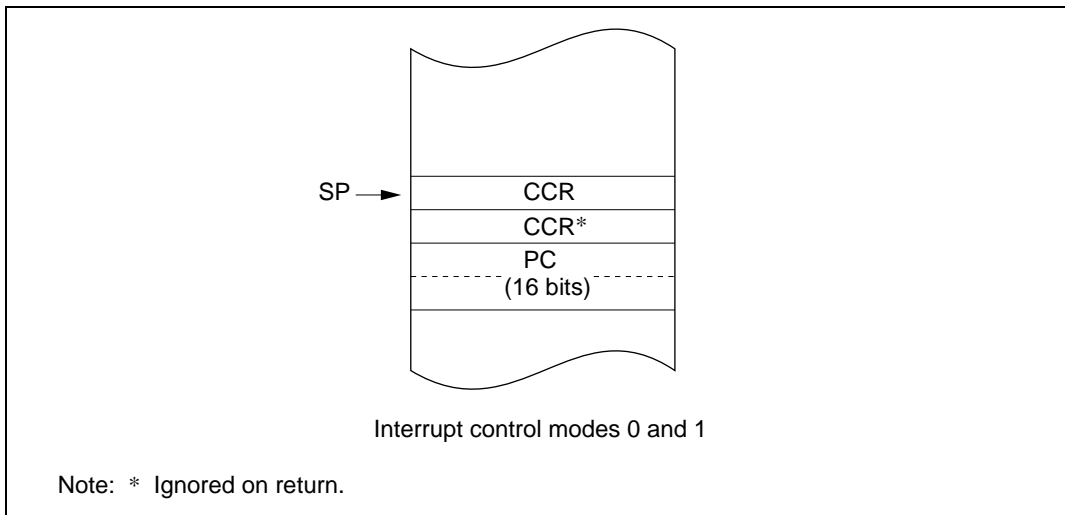 SP
CCR
CCR*
PC
(16 bits)
Interrupt control modes 0 and 1
Note: * Ignored on return.